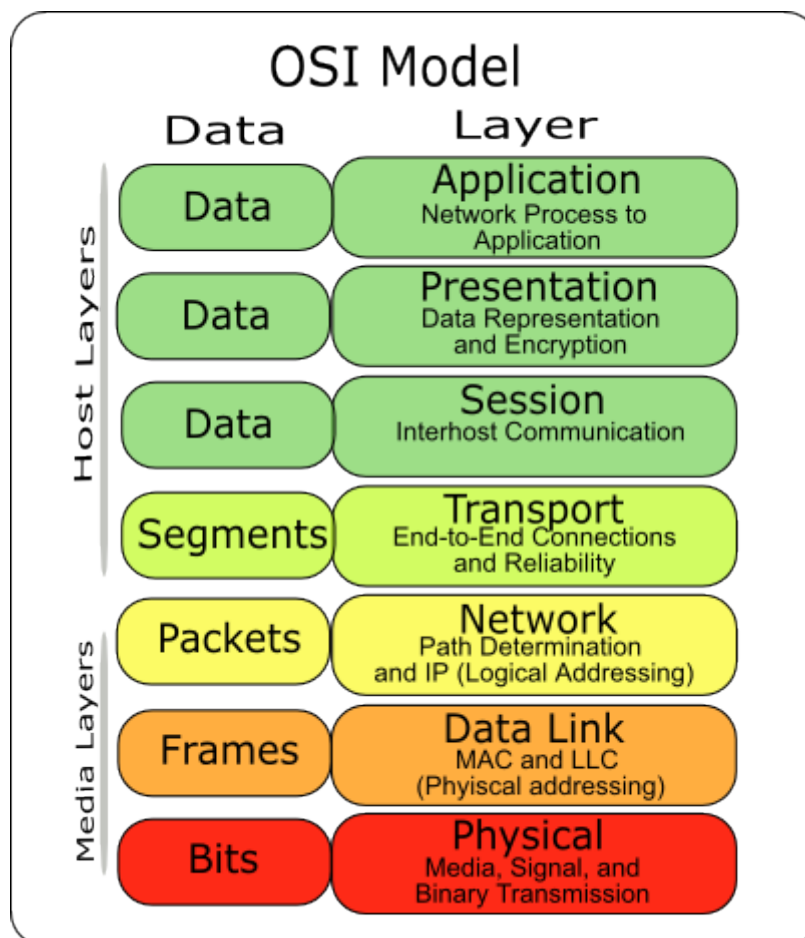 OSI Model
Data
Layer
Host Layers
Data
Application
Network Process to
Application
Data
Presentation
Data Representation
and Encryption
Data
Session
Interhost Communication
Segments
Transport
End-to-End Connections
and Reliability
Media Layers
Packets
Network
Path Determination
and IP (Logical Addressing)
Frames
Data Link
MAC and LLC
(Phyiscal addressing)
Bits
Physical
Media, Signal, and
Binary Transmission